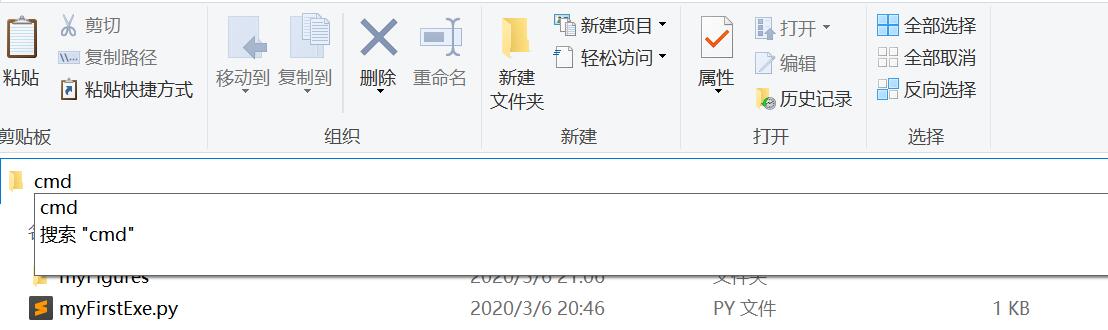 剪切
新建项目
打开
全部选择
复制路径
轻松访问
编辑
全部取消
粘贴
粘贴快捷方式
移动到
复制到
删除
重命名
新建
文件夹
属性
历史记录
反向选择
剪贴板
组织
新建
打开
选择
cmd
cmd
搜索 "cmd"
myFigures
2020/3/6 21:06
文件夹
myFirstExe.py
2020/3/6 20:46
PY 文件
1 KB